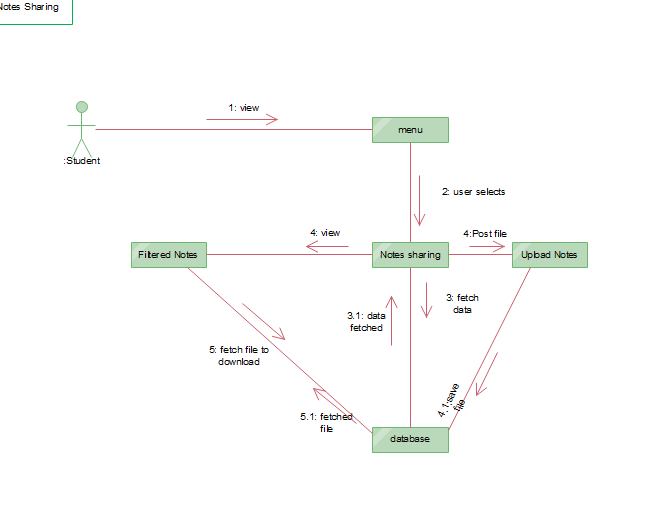 Notes Sharing
1: view
menu
:Student
2: user selects
4: view
4:Post file
Filtered Notes
Notes sharing
Upload Notes
3: fetch
data
3.1: data
fetched
5: fetch file to
download
4.1:save
file
5.1: fetched
file
database